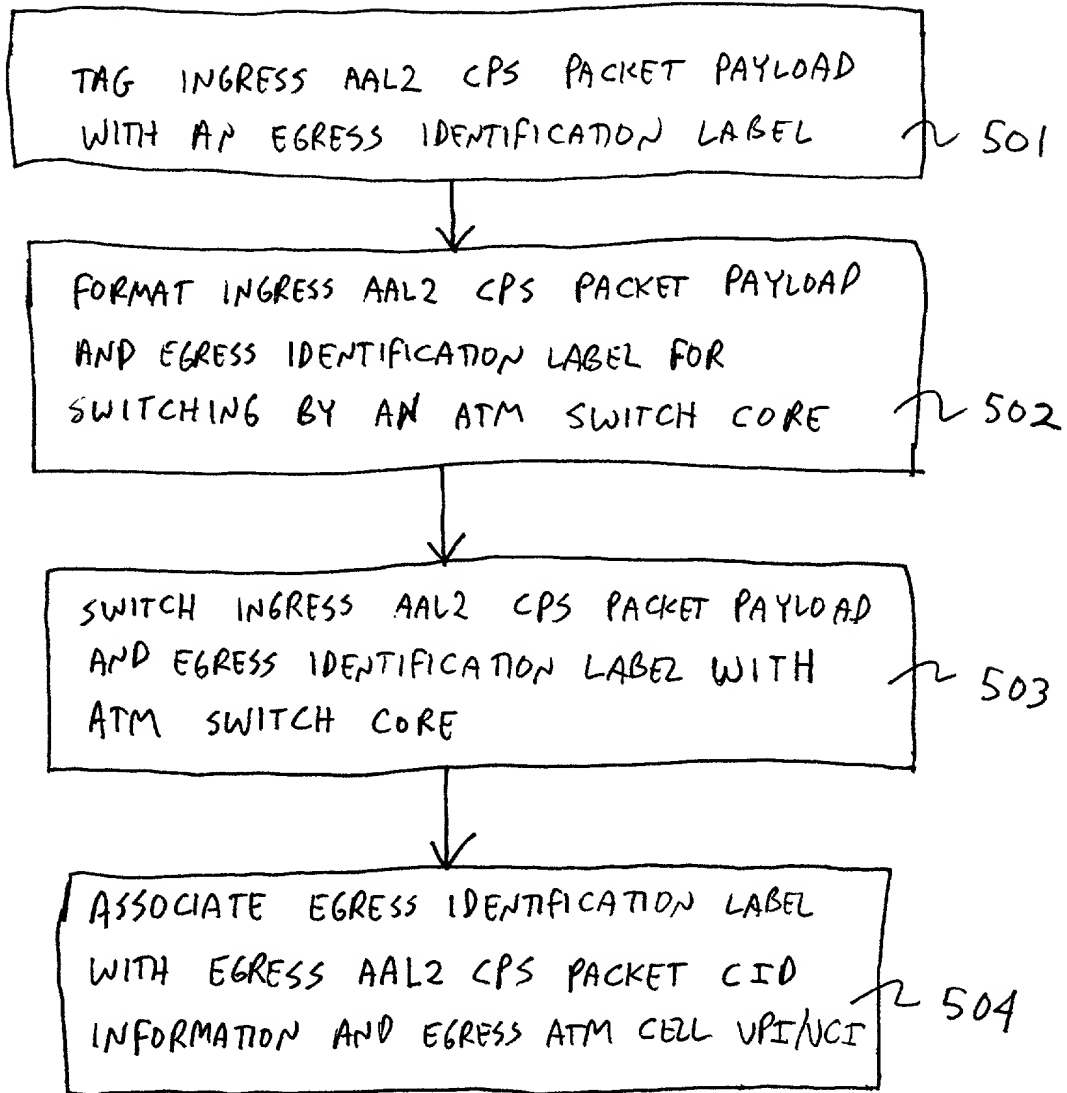 TAG INGRESS AAL2 CPS PACKET PAYLOAD
WITH AN EGRESS IDENTIFICATION LABEL
501
FORMAT INGRESS AAL2 CPS PACKET PAYLOAD
AND EGRESS IDENTIFICATION LABEL FOR
SWITCHING BY AN ATM SWITCH CORE
502
SWITCH INGRESS AAL2 CPS PACKET PAYLOAD
AND EGRESS IDENTIFICATION LABEL WITH
ATM SWITCH CORE
503
ASSOCIATE EGRESS IDENTIFICATION LABEL
WITH EGRESS AAL2 CPS PACKET CID
INFORMATION AND EGRESS ATM CELL VPI/VCI
504